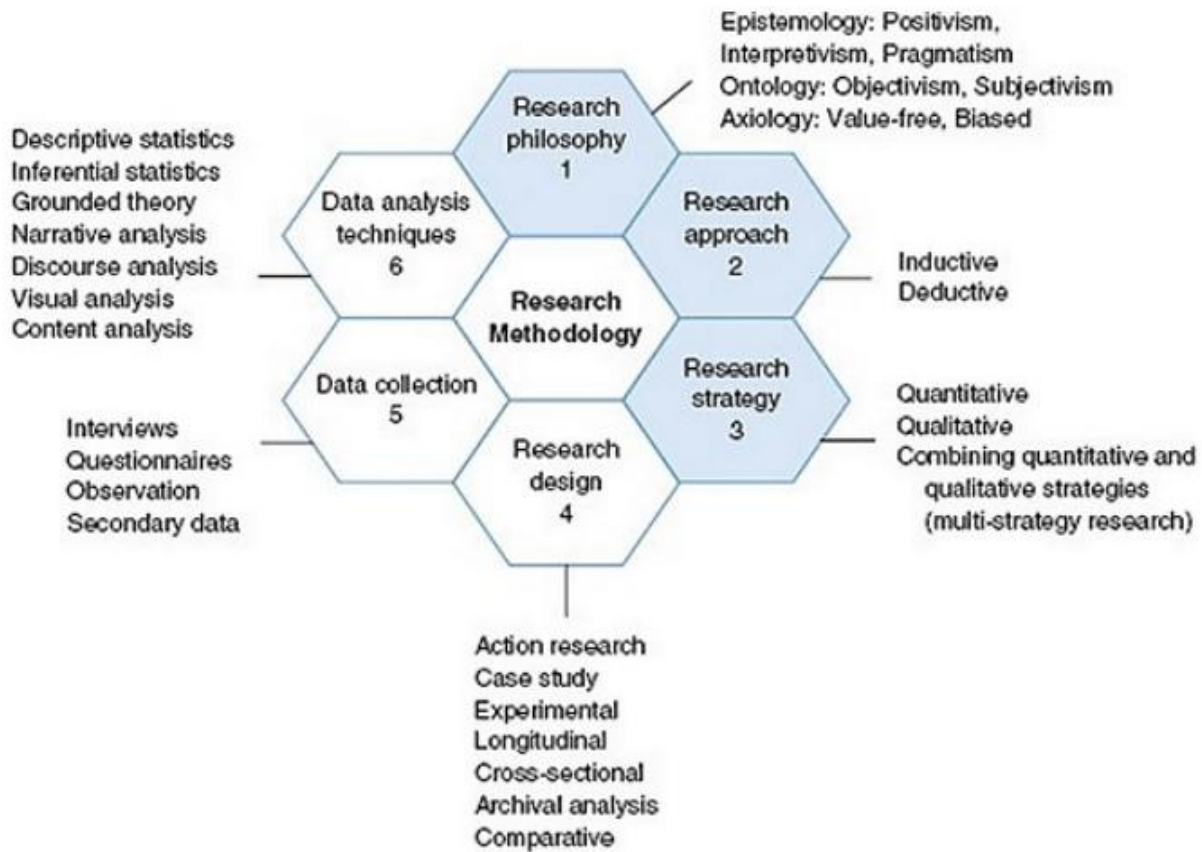 Epistemology: Positivism,
Interpretivism, Pragmatism
Ontology: Objectivism, Subjectivism
Axiology: Value-free, Biased
Research
philosophy
1
Research
approach
2
Inductive
Deductive
Research
strategy
3
Quantitative
Qualitative
Combining quantitative and
qualitative strategies
(multi-strategy research)
Research
design
4
Action research
Case study
Experimental
Longitudinal
Cross-sectional
Archival analysis
Comparative
Data collection
5
Interviews
Questionnaires
Observation
Secondary data
Data analysis
techniques
6
Descriptive statistics
Inferential statistics
Grounded theory
Narrative analysis
Discourse analysis
Visual analysis
Content analysis
Research
Methodology